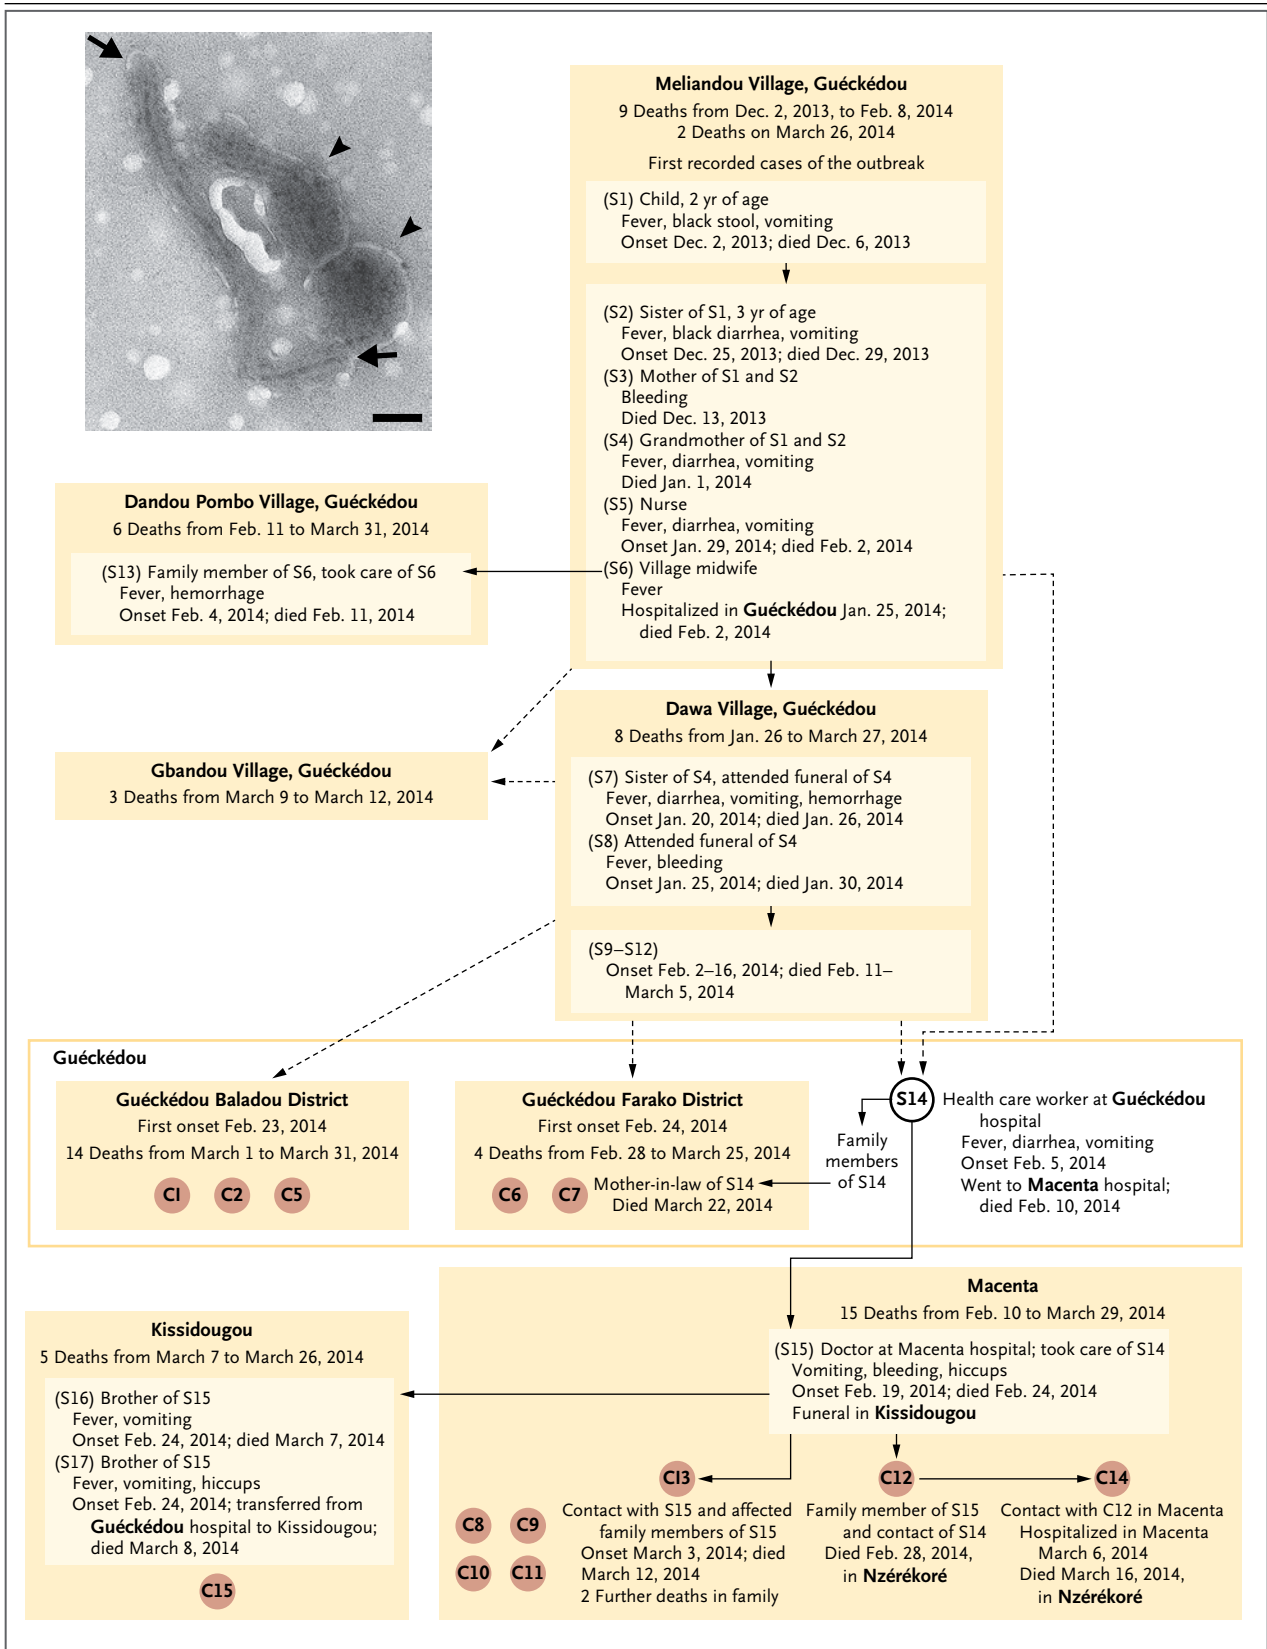 Meliandou Village, Guéckédou
9 Deaths from Dec. 2, 2013, to Feb. 8, 2014
2 Deaths on March 26, 2014
First recorded cases of the outbreak
(S1) Child, 2 yr of age
Fever, black stool, vomiting
Onset Dec. 2, 2013; died Dec. 6, 2013
(S2) Sister of S1, 3 yr of age
Fever, black diarrhea, vomiting
Onset Dec. 25, 2013; died Dec. 29, 2013
(S3) Mother of S1 and S2
Bleeding
Died Dec. 13, 2013
(S4) Grandmother of S1 and S2
Fever, diarrhea, vomiting
Died Jan. 1, 2014
(S5) Nurse
Fever, diarrhea, vomiting
Onset Jan. 29, 2014; died Feb. 2, 2014
(S6) Village midwife
Fever
Hospitalized in Guéckédou Jan. 25, 2014;
died Feb. 2, 2014
Dandou Pombo Village, Guéckédou
6 Deaths from Feb. 11 to March 31, 2014
(S13) Family member of S6, took care of S6
Fever, hemorrhage
Onset Feb. 4, 2014; died Feb. 11, 2014
Dawa Village, Guéckédou
8 Deaths from Jan. 26 to March 27, 2014
(S7) Sister of S4, attended funeral of S4
Fever, diarrhea, vomiting, hemorrhage
Onset Jan. 20, 2014; died Jan. 26, 2014
(S8) Attended funeral of S4
Fever, bleeding
Onset Jan. 25, 2014; died Jan. 30, 2014
(S9–S12)
Onset Feb. 2–16, 2014; died Feb. 11–
March 5, 2014
Gbandou Village, Guéckédou
3 Deaths from March 9 to March 12, 2014
Guéckédou
Guéckédou Baladou District
First onset Feb. 23, 2014
14 Deaths from March 1 to March 31, 2014
C1 C2 C5
Guéckédou Farako District
First onset Feb. 24, 2014
4 Deaths from Feb. 28 to March 25, 2014
C6 C7
Mother-in-law of S14
Died March 22, 2014
Family
members
of S14
S14
Health care worker at Guéckédou
hospital
Fever, diarrhea, vomiting
Onset Feb. 5, 2014
Went to Macenta hospital;
died Feb. 10, 2014
Macenta
15 Deaths from Feb. 10 to March 29, 2014
(S15) Doctor at Macenta hospital; took care of S14
Vomiting, bleeding, hiccups
Onset Feb. 19, 2014; died Feb. 24, 2014
Funeral in Kissidougou
Kissidougou
5 Deaths from March 7 to March 26, 2014
(S16) Brother of S15
Fever, vomiting
Onset Feb. 24, 2014; died March 7, 2014
(S17) Brother of S15
Fever, vomiting, hiccups
Onset Feb. 24, 2014; transferred from
Guéckédou hospital to Kissidougou;
died March 8, 2014
C15
C8 C9
C10 C11
C13
Contact with S15 and affected
family members of S15
Onset March 3, 2014; died
March 12, 2014
2 Further deaths in family
C12
Family member of S15
and contact of S14
Died Feb. 28, 2014,
in Nzérékoré
C14
Contact with C12 in Macenta
Hospitalized in Macenta
March 6, 2014
Died March 16, 2014,
in Nzérékoré